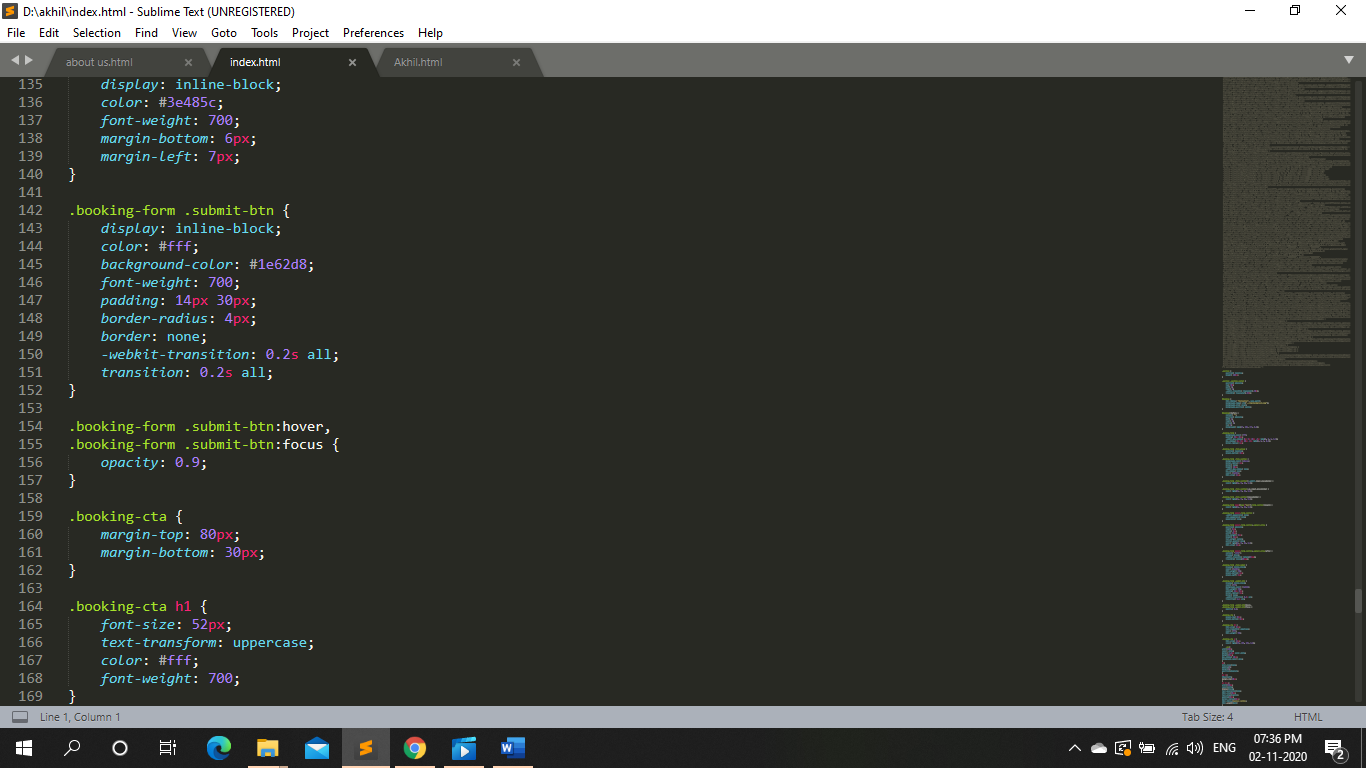 D:\akhil\index.html - Sublime Text (UNREGISTERED)
File Edit Selection Find View Goto Tools Project Preferences Help
about us.html index.html Akhil.html
135 display: inline-block;
136 color: #3e485c;
137 font-weight: 700;
138 margin-bottom: 6px;
139 margin-left: 7px;
140 }
141
142 .booking-form .submit-btn {
143 display: inline-block;
144 color: #fff;
145 background-color: #1e62d8;
146 font-weight: 700;
147 padding: 14px 30px;
148 border-radius: 4px;
149 border: none;
150 -webkit-transition: 0.2s all;
151 transition: 0.2s all;
152 }
153
154 .booking-form .submit-btn:hover,
155 .booking-form .submit-btn:focus {
156 opacity: 0.9;
157 }
158
159 .booking-cta {
160 margin-top: 80px;
161 margin-bottom: 30px;
162 }
163
164 .booking-cta h1 {
165 font-size: 52px;
166 text-transform: uppercase;
167 color: #fff;
168 font-weight: 700;
169 }
Line 1, Column 1 Tab Size: 4 HTML
ENG 07:36 PM
02-11-2020 2